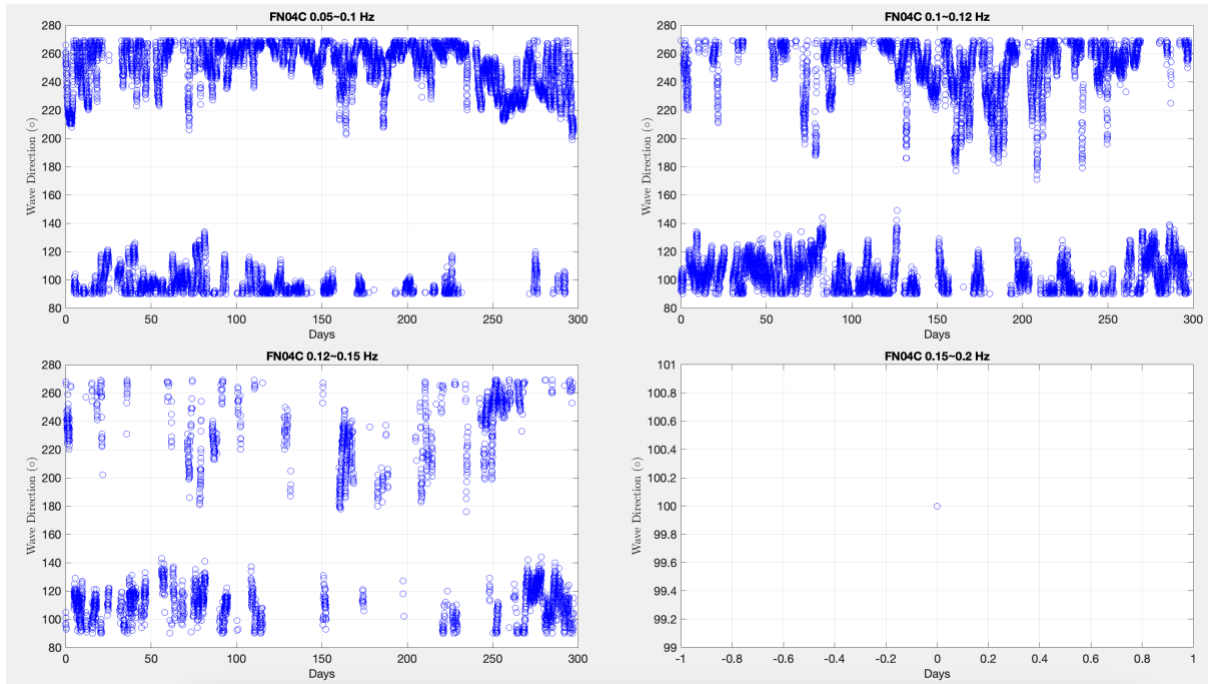 FN04C 0.05~0.1 Hz
280
260
240
220
200
180
160
140
120
100
80
Wave Direction (○)
0 50 100 150 200 250 300
Days
FN04C 0.1~0.12 Hz
280
260
240
220
200
180
160
140
120
100
80
Wave Direction (○)
0 50 100 150 200 250 300
Days
FN04C 0.12~0.15 Hz
280
260
240
220
200
180
160
140
120
100
80
Wave Direction (○)
0 50 100 150 200 250 300
Days
FN04C 0.15~0.2 Hz
101
100.8
100.6
100.4
100.2
100
99.8
99.6
99.4
99.2
99
Wave Direction (○)
-1 -0.8 -0.6 -0.4 -0.2 0 0.2 0.4 0.6 0.8 1
Days